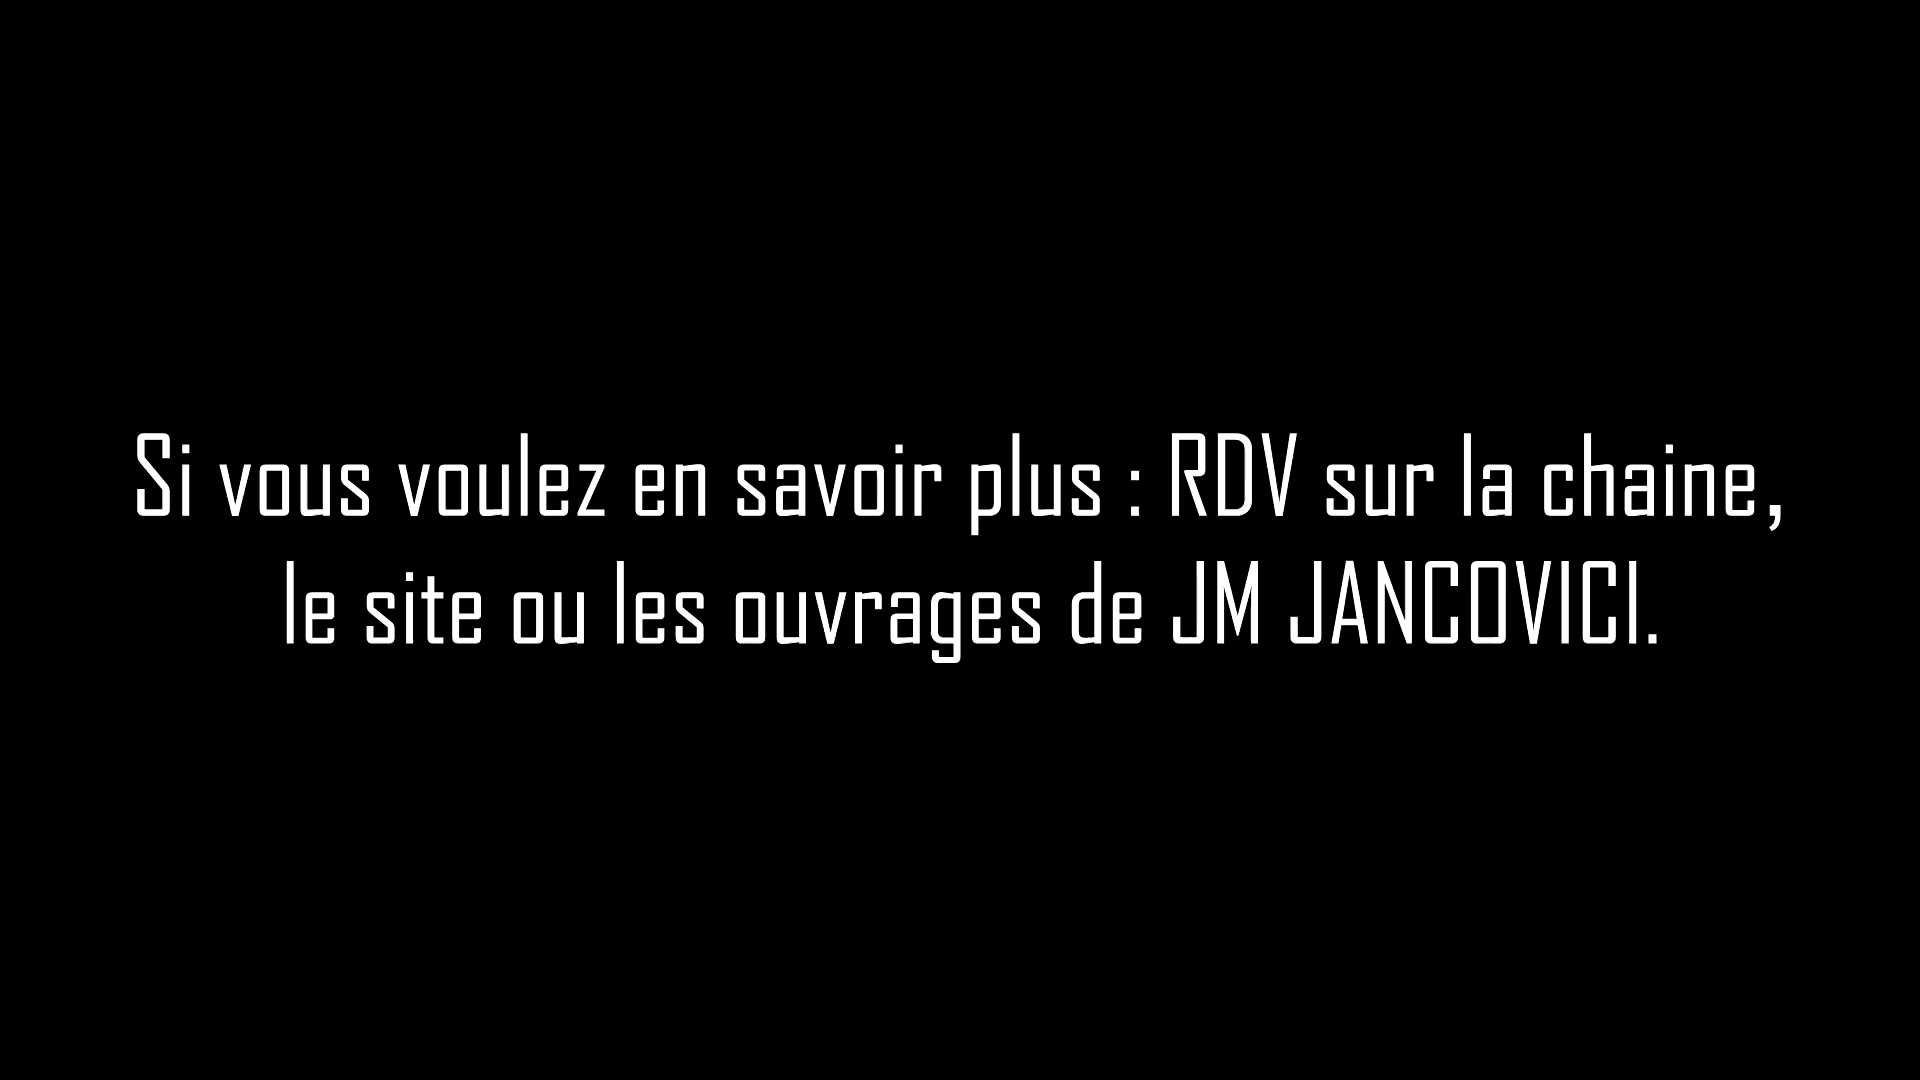 Si vous voulez en savoir plus : RDV sur la chaine,
le site ou les ouvrages de JM JANCOVICI.